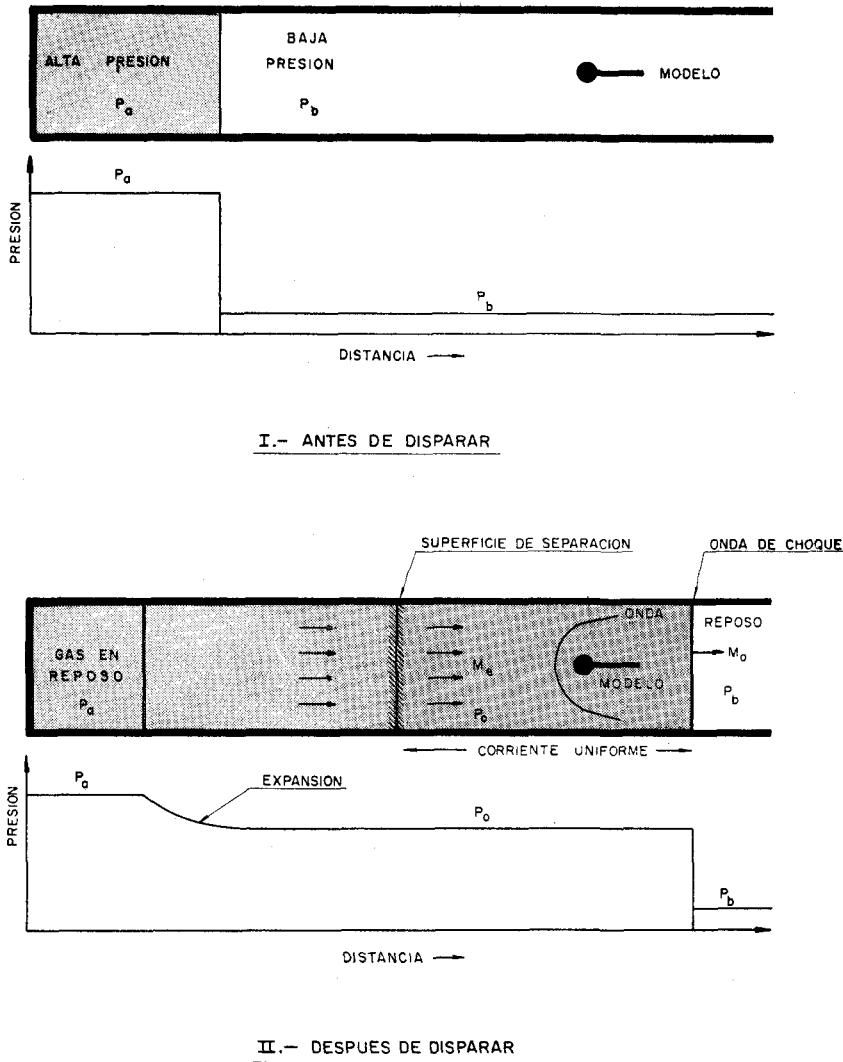 ALTA PRESION
Pa
BAJA
PRESION
Pb
MODELO
PRESION
Pa
Pb
DISTANCIA
I.- ANTES DE DISPARAR
SUPERFICIE DE SEPARACION
ONDA DE CHOQUE
GAS EN
REPOSO
Pa
Me
Po
ONDA
MODELO
REPOSO
Mo
Pb
CORRIENTE UNIFORME
PRESION
Pa
EXPANSION
Po
Pb
DISTANCIA
II.- DESPUES DE DISPARAR